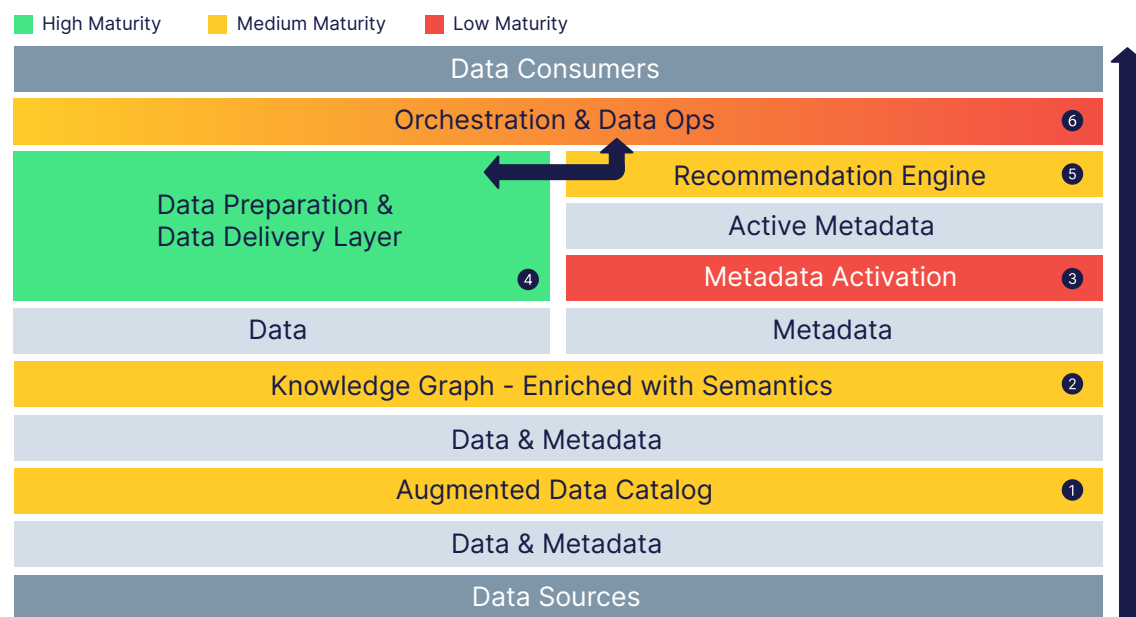 High Maturity
Medium Maturity
Low Maturity
Data Consumers
Orchestration & Data Ops
6
Data Preparation &
Data Delivery Layer
4
Recommendation Engine
5
Active Metadata
Metadata Activation
3
Data
Metadata
Knowledge Graph - Enriched with Semantics
2
Data & Metadata
Augmented Data Catalog
1
Data & Metadata
Data Sources